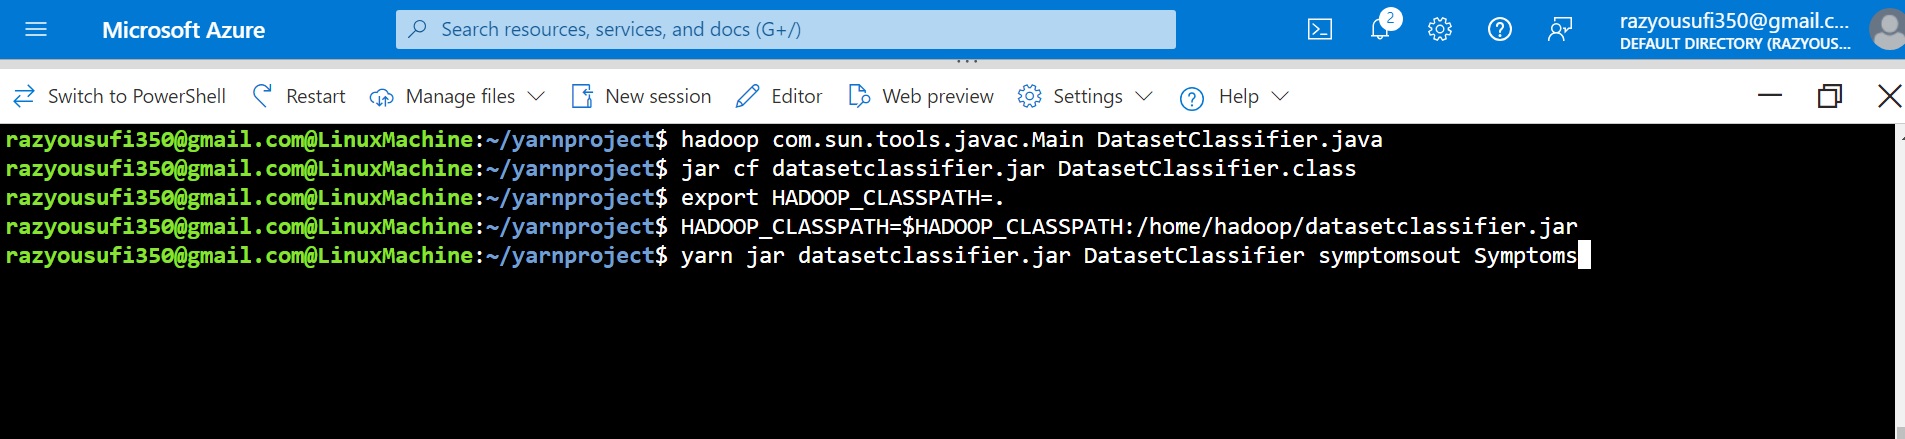 Microsoft Azure
Search resources, services, and docs (G+/)
2
razyousufi350@gmail.c...
DEFAULT DIRECTORY (RAZYOUS...
Switch to PowerShell Restart Manage files New session Editor Web preview Settings Help
razyousufi350@gmail.com@LinuxMachine:~/yarnproject$ hadoop com.sun.tools.javac.Main DatasetClassifier.java
razyousufi350@gmail.com@LinuxMachine:~/yarnproject$ jar cf datasetclassifier.jar DatasetClassifier.class
razyousufi350@gmail.com@LinuxMachine:~/yarnproject$ export HADOOP_CLASSPATH=.
razyousufi350@gmail.com@LinuxMachine:~/yarnproject$ HADOOP_CLASSPATH=$HADOOP_CLASSPATH:/home/hadoop/datasetclassifier.jar
razyousufi350@gmail.com@LinuxMachine:~/yarnproject$ yarn jar datasetclassifier.jar DatasetClassifier symptomsout Symptoms